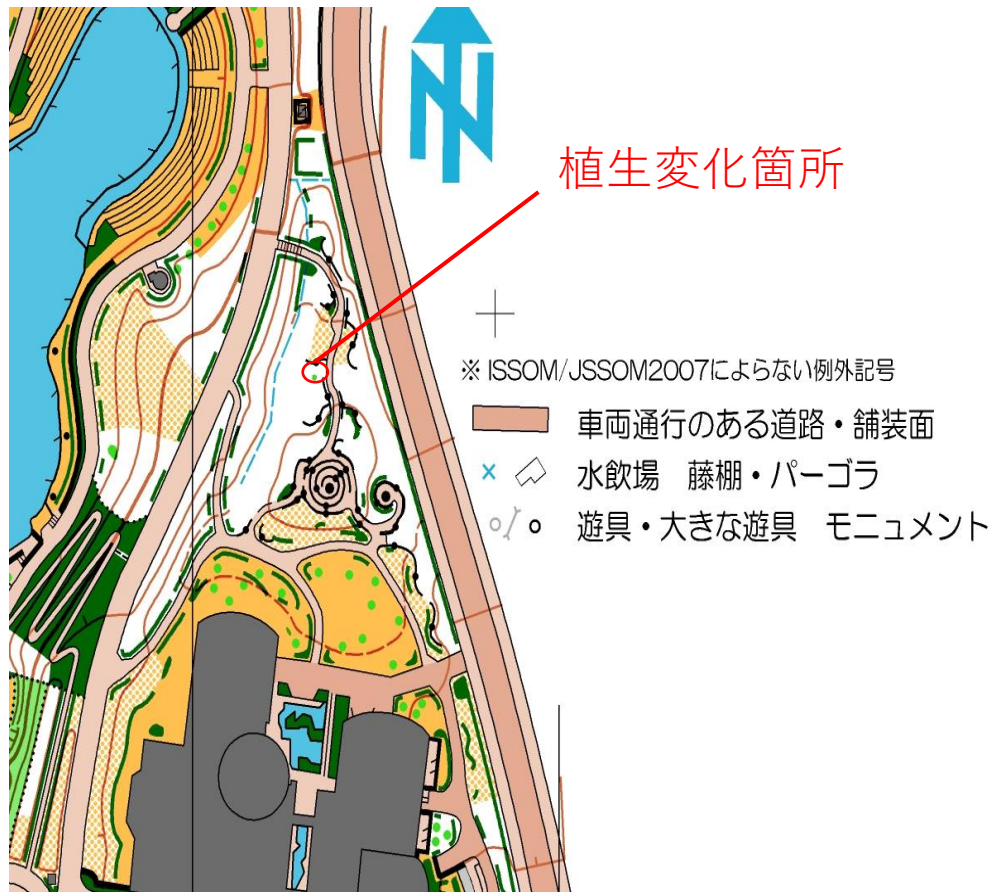 N
植生変化箇所
※ ISSOM/JSSOM2007によらない例外記号
車両通行のある道路・舗装面
水飲場　藤棚・パーゴラ
遊具・大きな遊具　モニュメント